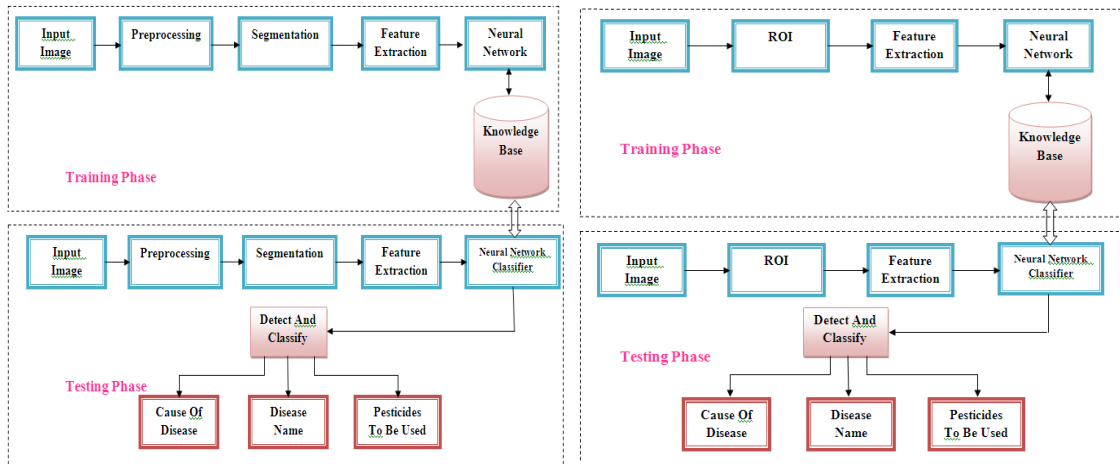 Input
Image
Preprocessing
Segmentation
Feature
Extraction
Neural
Network
Knowledge
Base
Training Phase
Input
Image
Preprocessing
Segmentation
Feature
Extraction
Neural Network
Classifier
Detect And
Classify
Testing Phase
Cause Of
Disease
Disease
Name
Pesticides
To Be Used
Input
Image
ROI
Feature
Extraction
Neural
Network
Knowledge
Base
Training Phase
Input
Image
ROI
Feature
Extraction
Neural Network
Classifier
Detect And
Classify
Testing Phase
Cause Of
Disease
Disease
Name
Pesticides
To Be Used